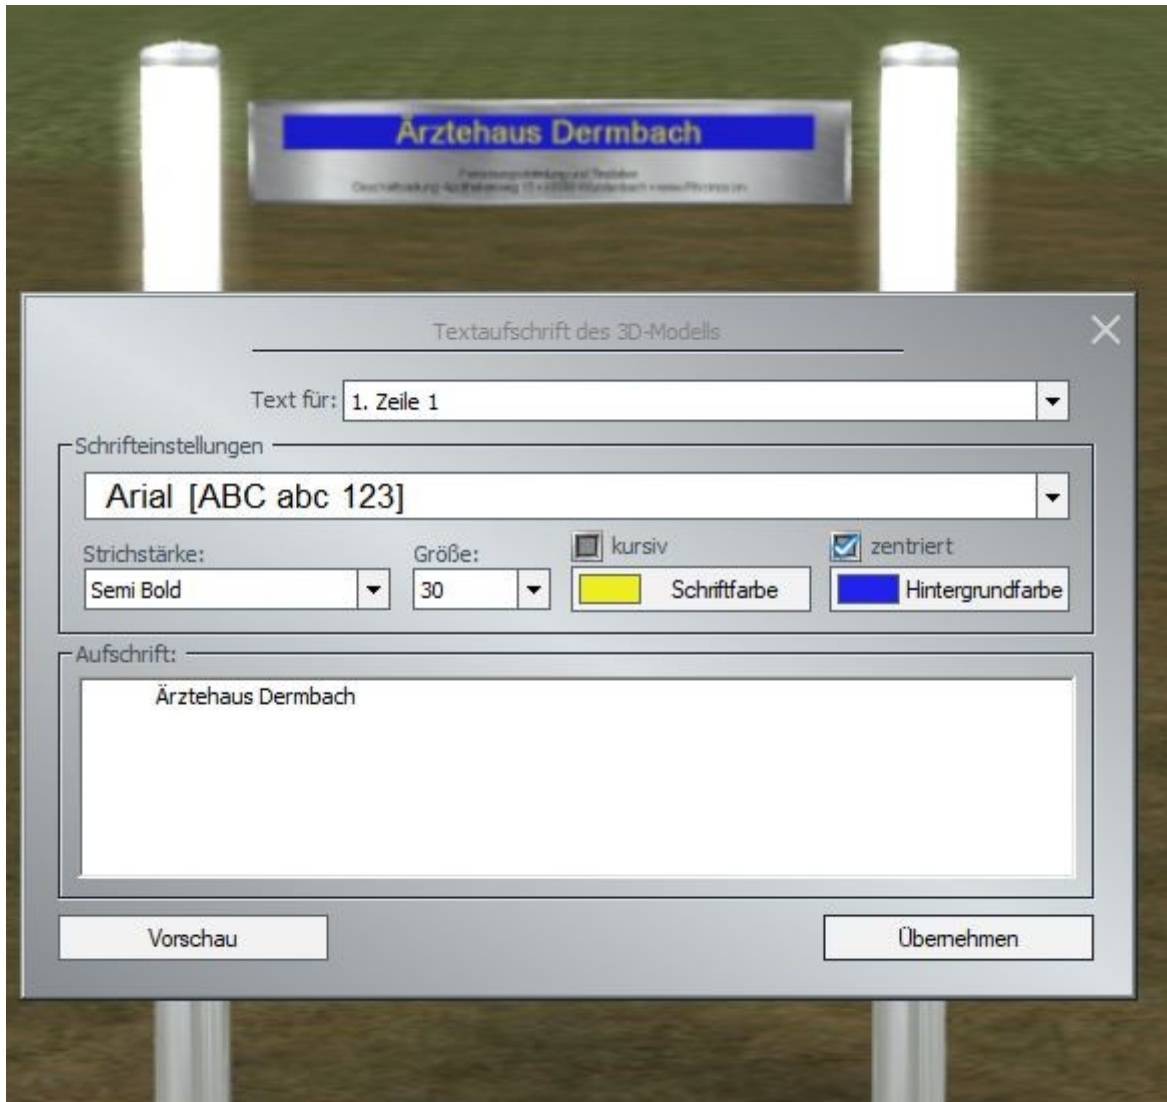 Ärztehaus Dermbach
Textaufschrift des 3D-Modells
Text für: 1. Zeile 1
Schrifteinstellungen
Arial [ABC abc 123]
Strichstärke: Größe: kursiv zentriert
Semi Bold 30 Schriftfarbe Hintergrundfarbe
Aufschrift:
Ärztehaus Dermbach
Vorschau Übernehmen